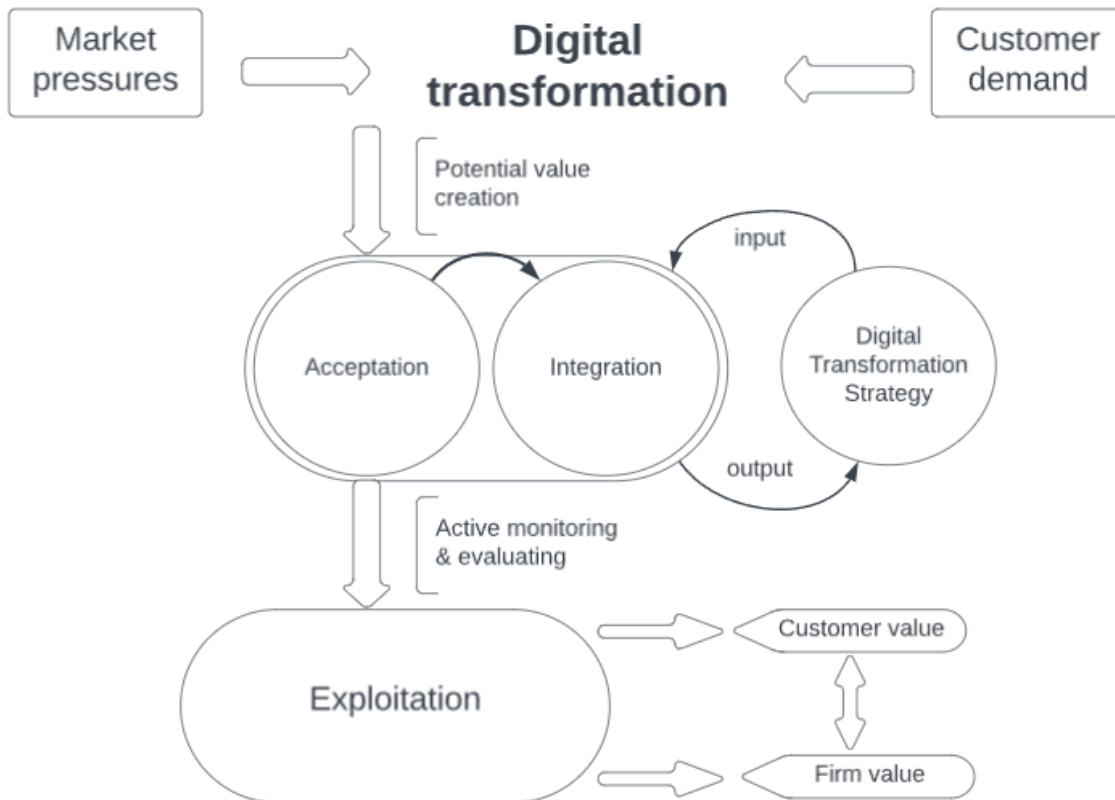 Market
pressures
Digital
transformation
Customer
demand
Potential value
creation
input
Acceptation
Integration
Digital
Transformation
Strategy
output
Active monitoring
& evaluating
Exploitation
Customer value
Firm value